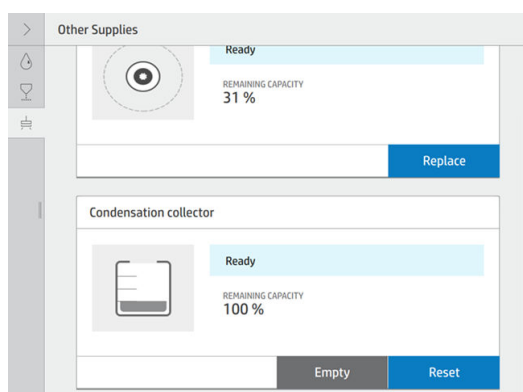 Other Supplies
Ready
REMAINING CAPACITY
31 %
Replace
Condensation collector
Ready
REMAINING CAPACITY
100 %
Empty
Reset